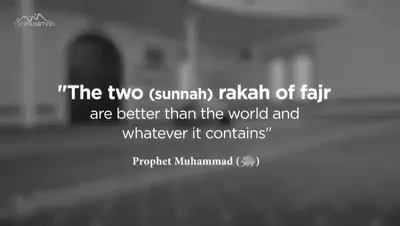 "The two (sunnah) rakah of fajr
are better than the world and
whatever it contains"
Prophet Muhammad (ﷺ)